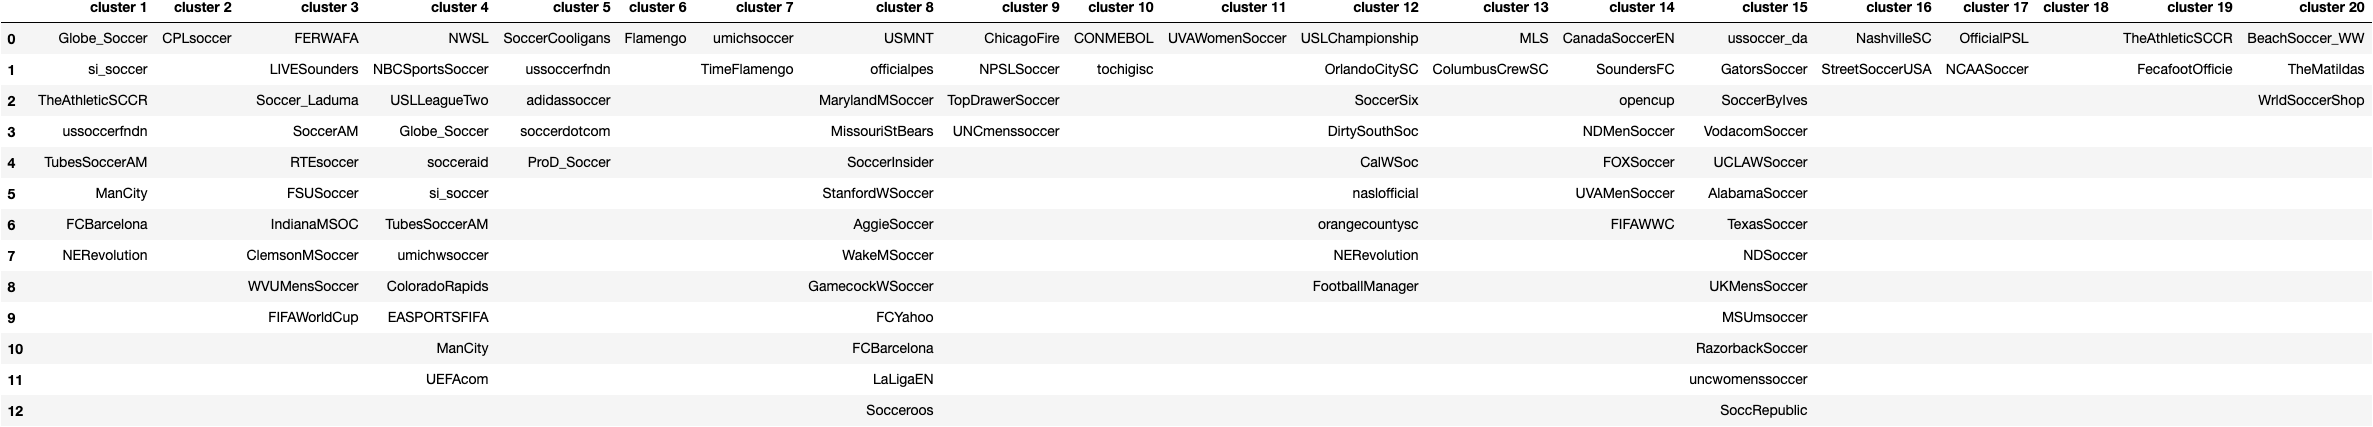 cluster 1 cluster 2 cluster 3 cluster 4 cluster 5 cluster 6 cluster 7 cluster 8 cluster 9 cluster 10 cluster 11 cluster 12 cluster 13 cluster 14 cluster 15 cluster 16 cluster 17 cluster 18 cluster 19 cluster 20
0 Globe_Soccer CPLsoccer FERWAFA NWSL SoccerCooligans Flamengo umichsoccer USMNT ChicagoFire CONMEBOL UVAWomenSoccer USLChampionship MLS CanadaSoccerEN ussoccer_da NashvilleSC OfficialPSL TheAthleticSCCR BeachSoccer_WW
1 si_soccer LIVESounders NBCSportsSoccer ussoccerfndn TimeFlamengo officialpes NPSLSoccer tochigisc OrlandoCitySC ColumbusCrewSC SoundersFC GatorsSoccer StreetSoccerUSA NCAASoccer FecafootOfficie TheMatildas
2 TheAthleticSCCR Soccer_Laduma USLLeagueTwo adidassoccer MarylandMSoccer TopDrawerSoccer SoccerSix opencup SoccerByIves WrldSoccerShop
3 ussoccerfndn SoccerAM Globe_Soccer soccerdotcom MissouriStBears UNCmenssoccer DirtySouthSoc NDMenSoccer VodacomSoccer
4 TubesSoccerAM RTEsoccer socceraid ProD_Soccer SoccerInsider CalWSoc FOXSoccer UCLAWSoccer
5 ManCity FSUSoccer si_soccer StanfordWSoccer naslofficial UVAMenSoccer AlabamaSoccer
6 FCBarcelona IndianaMSOC TubesSoccerAM AggieSoccer orangecountysc FIFAWWC TexasSoccer
7 NERevolution ClemsonMSoccer umichwsoccer WakeMSoccer NERevolution NDSoccer
8 WVUMensSoccer ColoradoRapids GamecockWSoccer FootballManager UKMensSoccer
9 FIFAWorldCup EASPORTSFIFA FCYahoo MSUmsoccer
10 ManCity FCBarcelona RazorbackSoccer
11 UEFAcom LaLigaEN uncwomenssoccer
12 Socceroos SoccRepublic